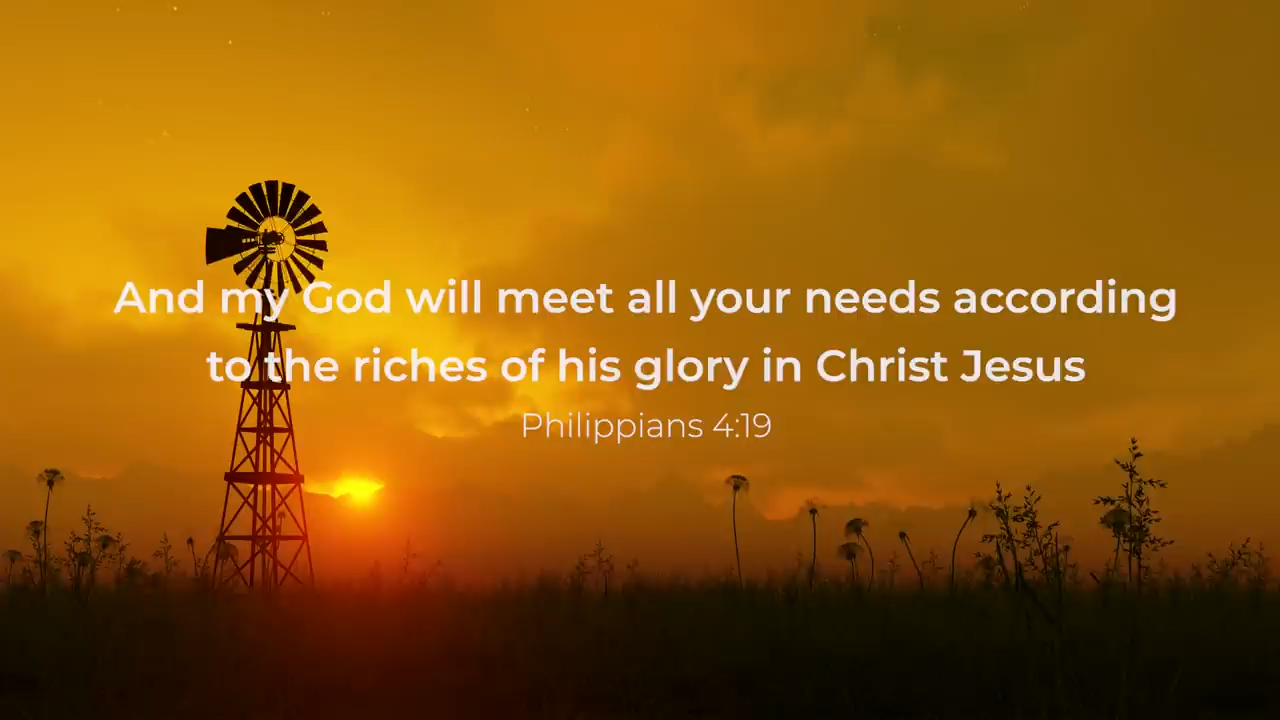 And my God will meet all your needs according
to the riches of his glory in Christ Jesus
Philippians 4:19